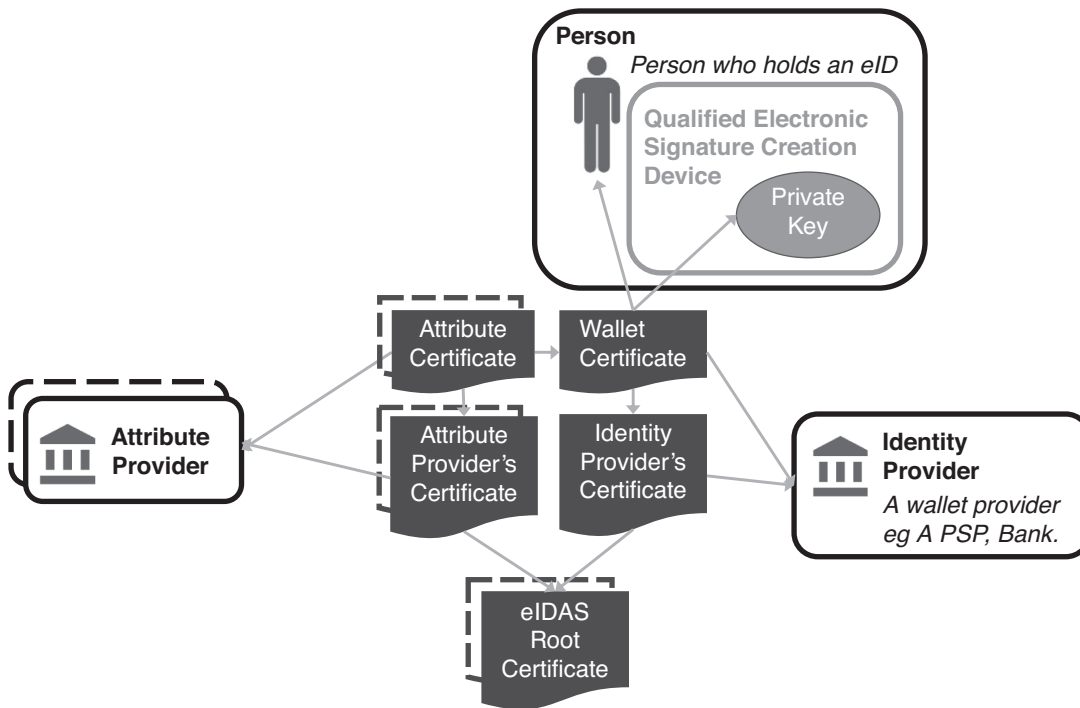 Person
Person who holds an eID
Qualified Electronic
Signature Creation
Device
Private
Key
Attribute
Certificate
Wallet
Certificate
Attribute
Provider
Attribute
Provider's
Certificate
Identity
Provider's
Certificate
Identity
Provider
A wallet provider
eg A PSP, Bank.
eIDAS
Root
Certificate